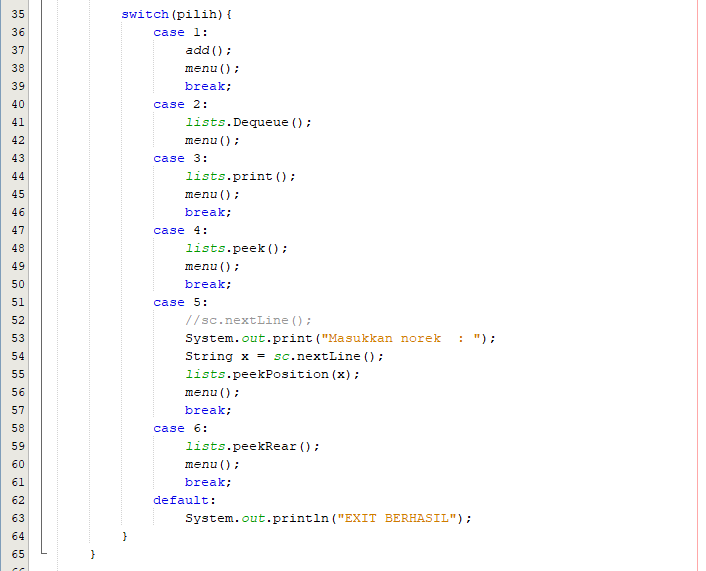 35 switch(pilih){
36 case 1:
37 add();
38 menu();
39 break;
40 case 2:
41 lists.Dequeue();
42 menu();
43 case 3:
44 lists.print();
45 menu();
46 break;
47 case 4:
48 lists.peek();
49 menu();
50 break;
51 case 5:
52 //sc.nextLine();
53 System.out.print("Masukkan norek  : ");
54 String x = sc.nextLine();
55 lists.peekPosition(x);
56 menu();
57 break;
58 case 6:
59 lists.peekRear();
60 menu();
61 break;
62 default:
63 System.out.println("EXIT BERHASIL");
64 }
65 }